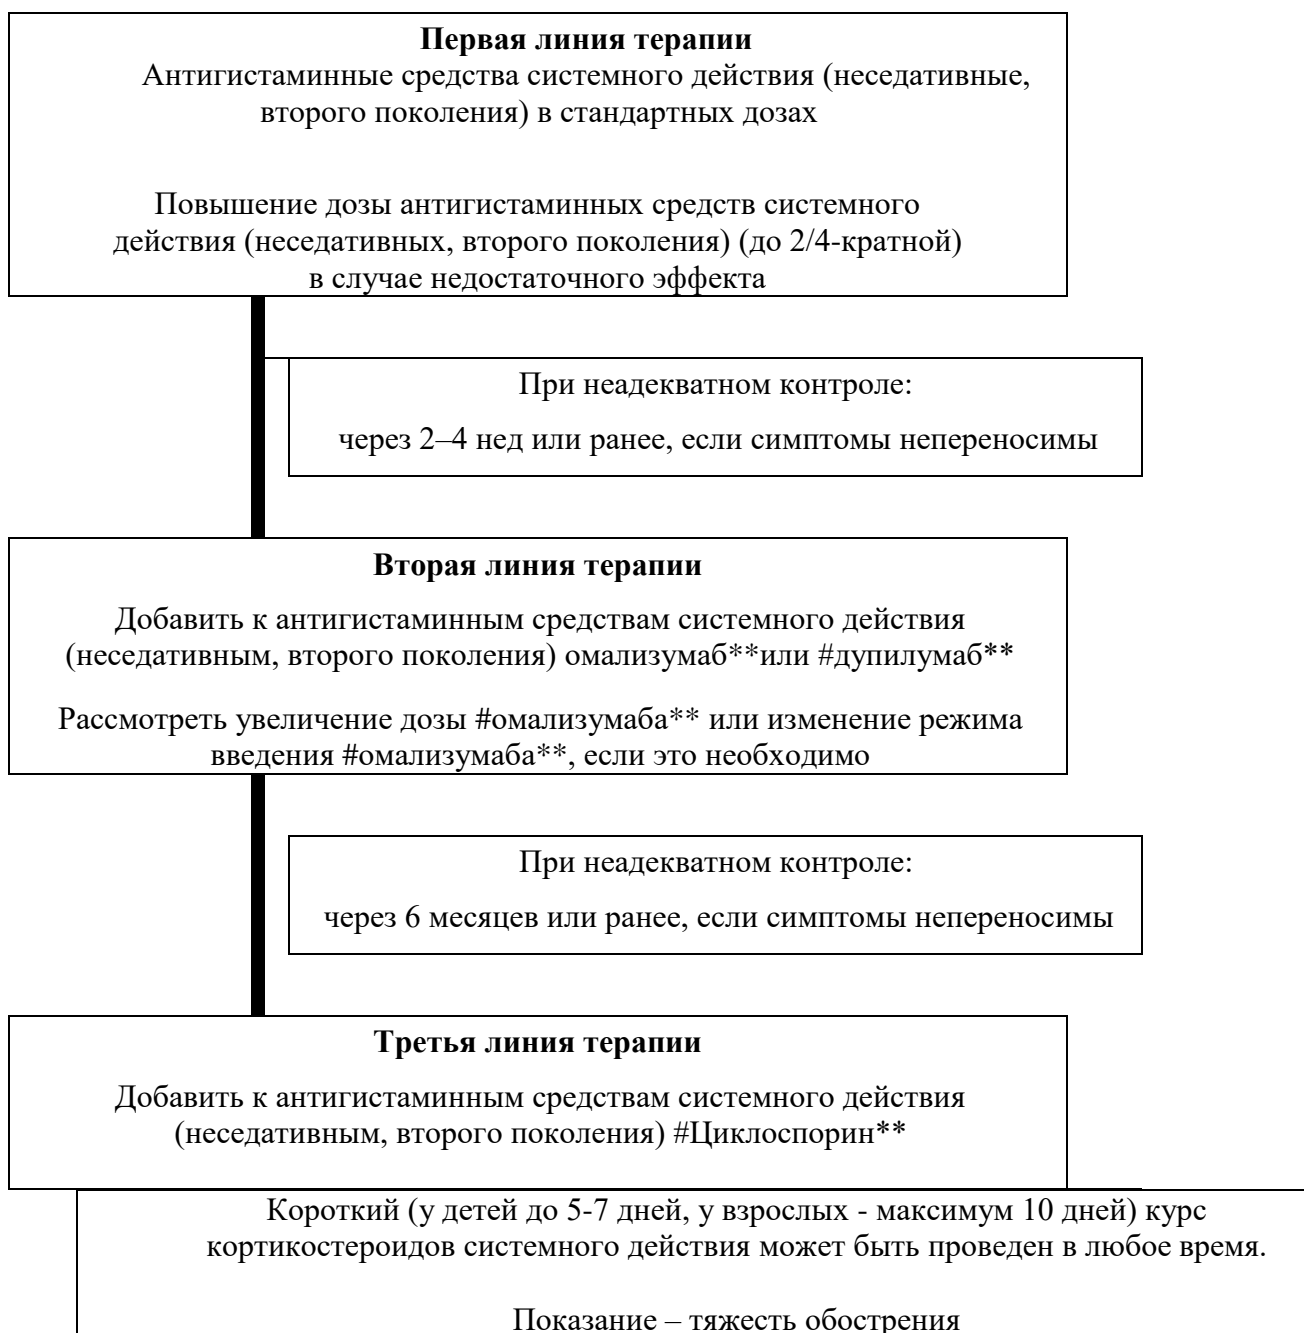 Первая линия терапии
Антигистаминные средства системного действия (неседативные,
второго поколения) в стандартных дозах
Повышение дозы антигистаминных средств системного
действия (неседативных, второго поколения) (до 2/4-кратной)
в случае недостаточного эффекта
При неадекватном контроле:
через 2–4 нед или ранее, если симптомы непереносимы
Вторая линия терапии
Добавить к антигистаминным средствам системного действия
(неседативным, второго поколения) омализумаб**или #дупилумаб**
Рассмотреть увеличение дозы #омализумаба** или изменение режима
введения #омализумаба**, если это необходимо
При неадекватном контроле:
через 6 месяцев или ранее, если симптомы непереносимы
Третья линия терапии
Добавить к антигистаминным средствам системного действия
(неседативным, второго поколения) #Циклоспорин**
Короткий (у детей до 5-7 дней, у взрослых - максимум 10 дней) курс
кортикостероидов системного действия может быть проведен в любое время.
Показание – тяжесть обострения